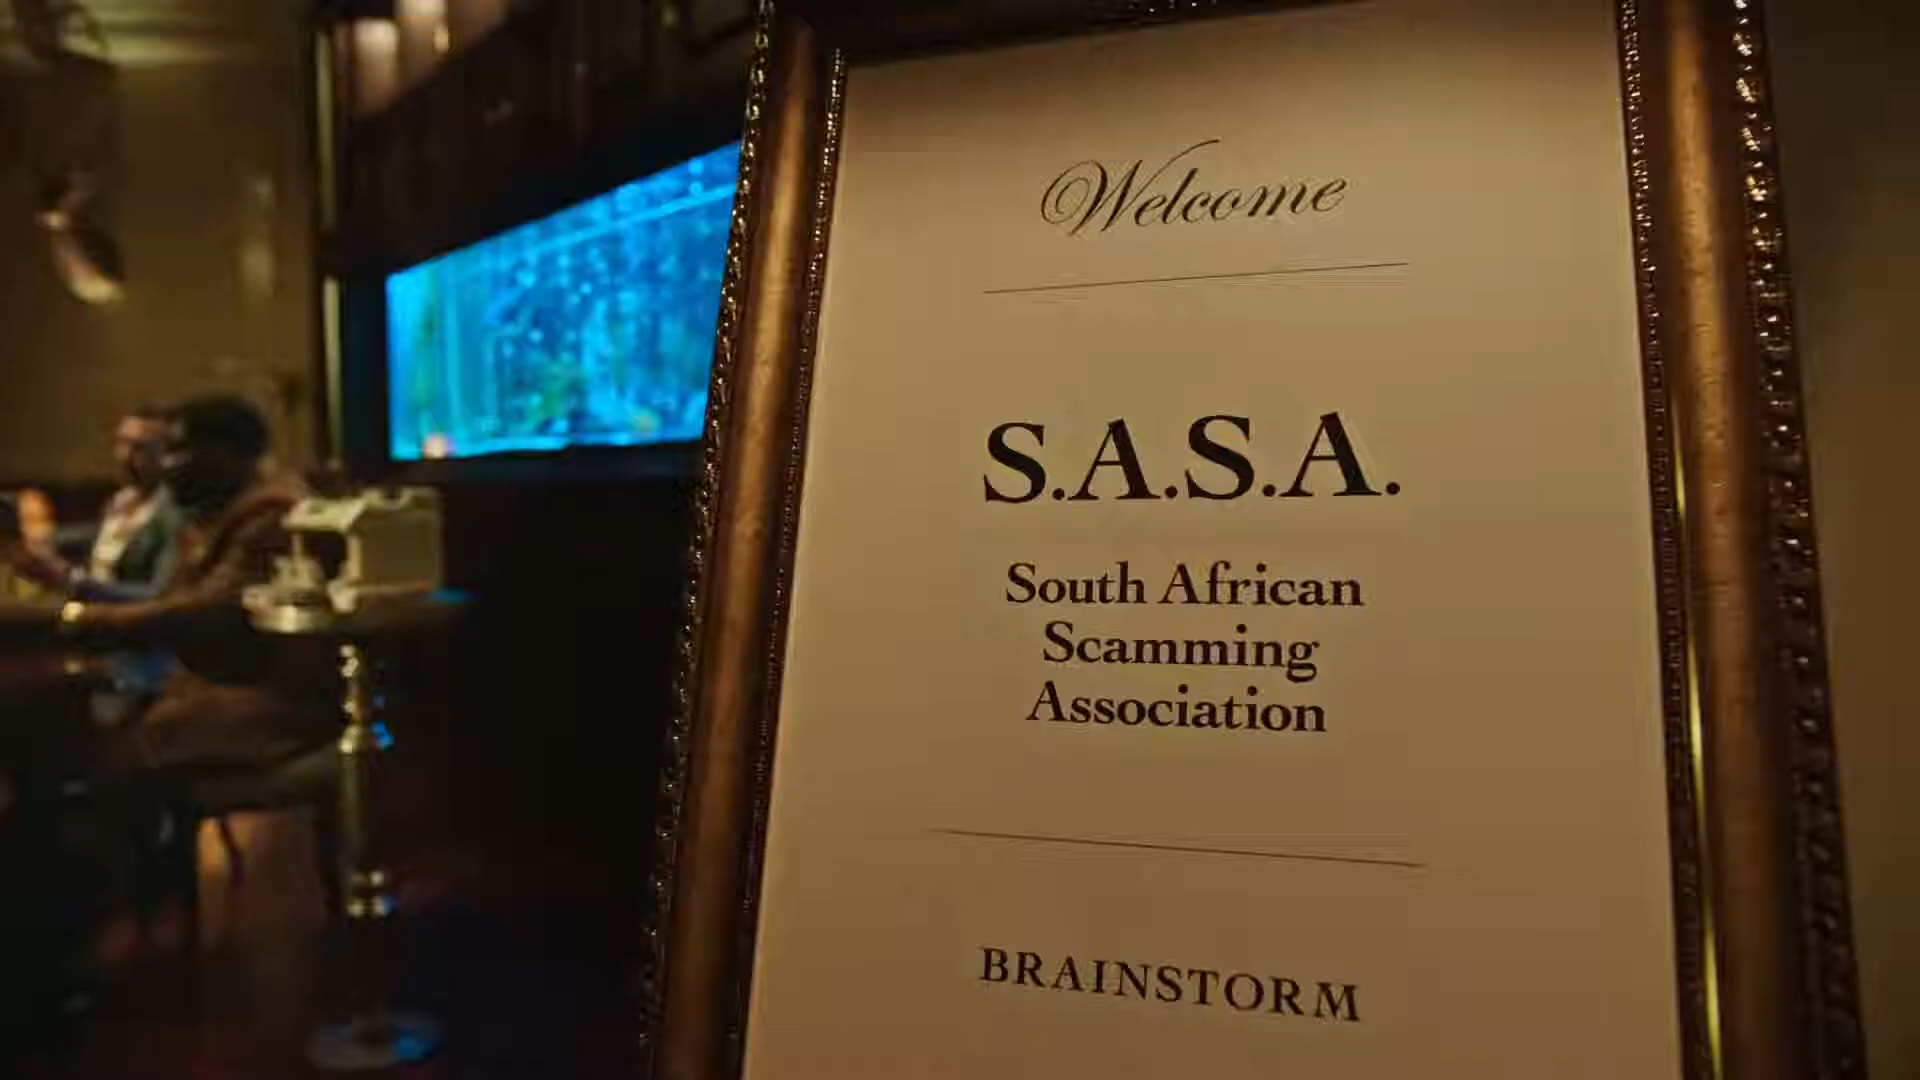 Welcome
S.A.S.A.
South African
Scamming
Association
BRAINSTORM